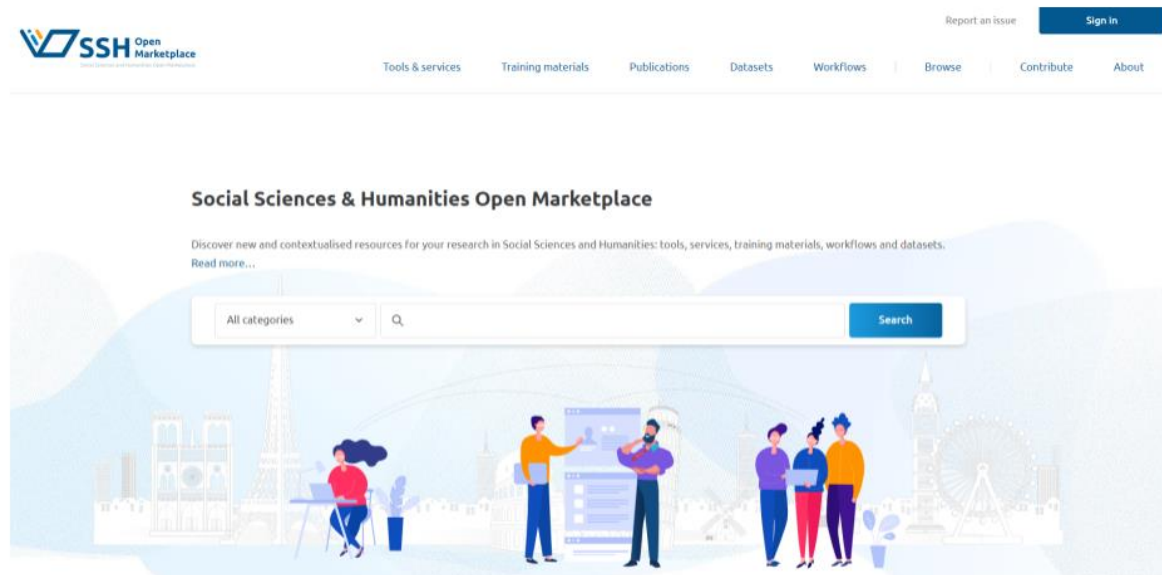 Report an issue
Sign in
SSH Open
Marketplace
Tools & services Training materials Publications Datasets Workflows Browse Contribute About
Social Sciences & Humanities Open Marketplace
Discover new and contextualised resources for your research in Social Sciences and Humanities: tools, services, training materials, workflows and datasets.
Read more...
All categories
Search